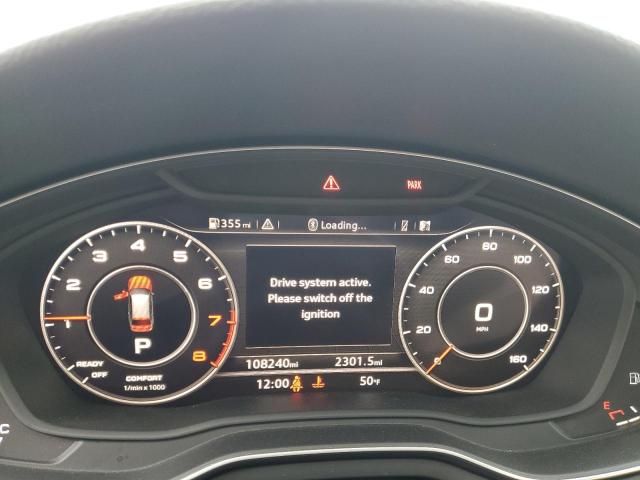 PARK
355 mi
Loading...
Drive system active.
Please switch off the
ignition
1 2 3 4 5 6 7 8
READY
OFF
P
COMFORT
1/min x 1000
0 20 40 60 80 100 120 140 160
0
MPH
108240mi 2301.5mi
12:00 50°F
C
E